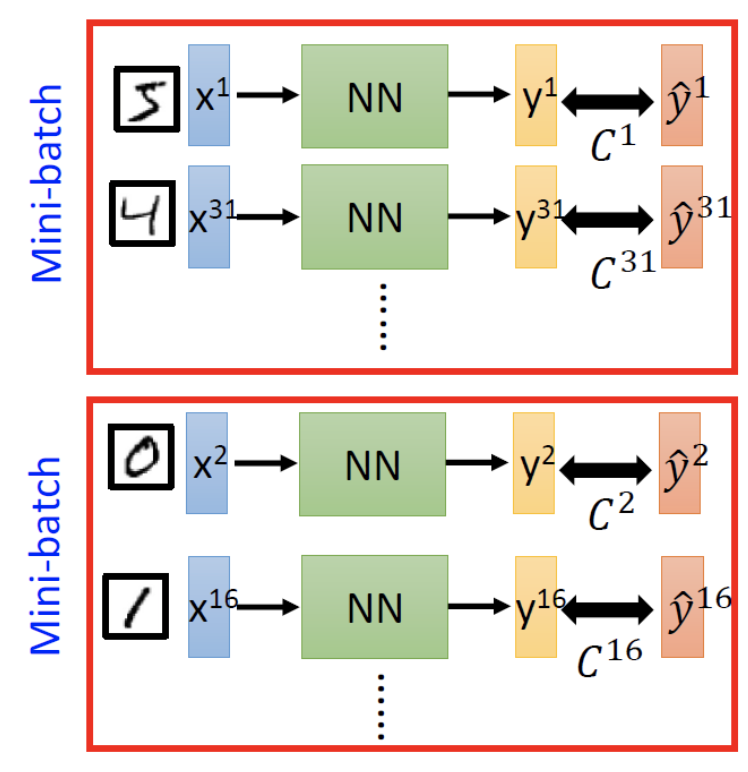 Mini-batch
5 x¹ NN y¹ ŷ¹
C¹
4 x³¹ NN y³¹ ŷ³¹
C³¹
......
Mini-batch
0 x² NN y² ŷ²
C²
1 x¹⁶ NN y¹⁶ ŷ¹⁶
C¹⁶
......